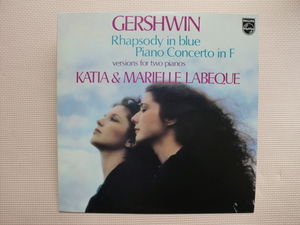 GERSHWIN
PHILIPS
Rhapsody in blue
Piano Concerto in F
versions for two pianos
KATIA & MARIELLE LABEQUE